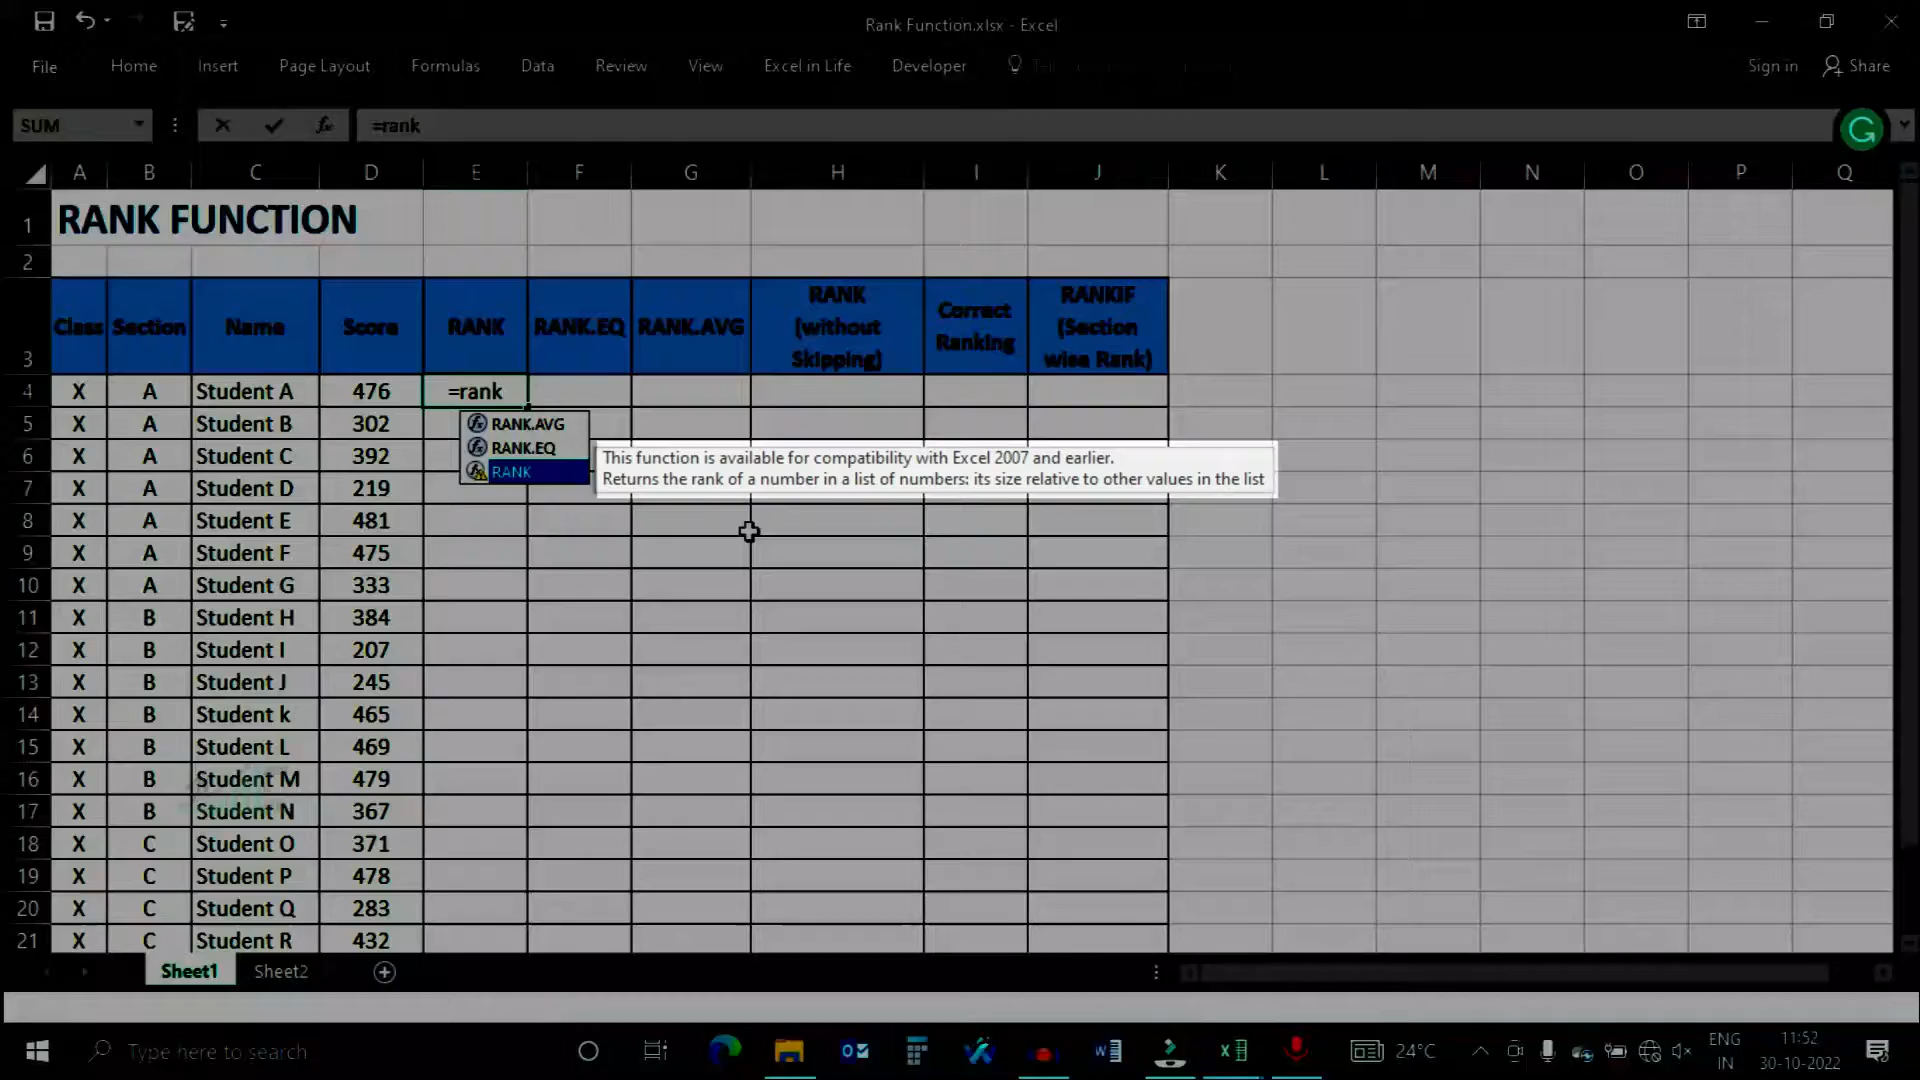 Rank Function.xlsx - Excel
File Home Insert Page Layout Formulas Data Review View Excel in Life Developer Sign in Share
SUM =rank
A B C D E F G H I J K L M N O P Q
1 RANK FUNCTION
2
3 Class Section Name Score RANK RANK.EQ RANK.AVG RANK (without Skipping) Correct Ranking RANKIF (Section wise Rank)
4 X A Student A 476 =rank
5 X A Student B 302
6 X A Student C 392
7 X A Student D 219
8 X A Student E 481
9 X A Student F 475
10 X A Student G 333
11 X B Student H 384
12 X B Student I 207
13 X B Student J 245
14 X B Student k 465
15 X B Student L 469
16 X B Student M 479
17 X B Student N 367
18 X C Student O 371
19 X C Student P 478
20 X C Student Q 283
21 X C Student R 432
RANK.AVG
RANK.EQ
RANK
This function is available for compatibility with Excel 2007 and earlier.
Returns the rank of a number in a list of numbers: its size relative to other values in the list
Sheet1 Sheet2
Type here to search
24°C
ENG
IN
11:52
30-10-2022